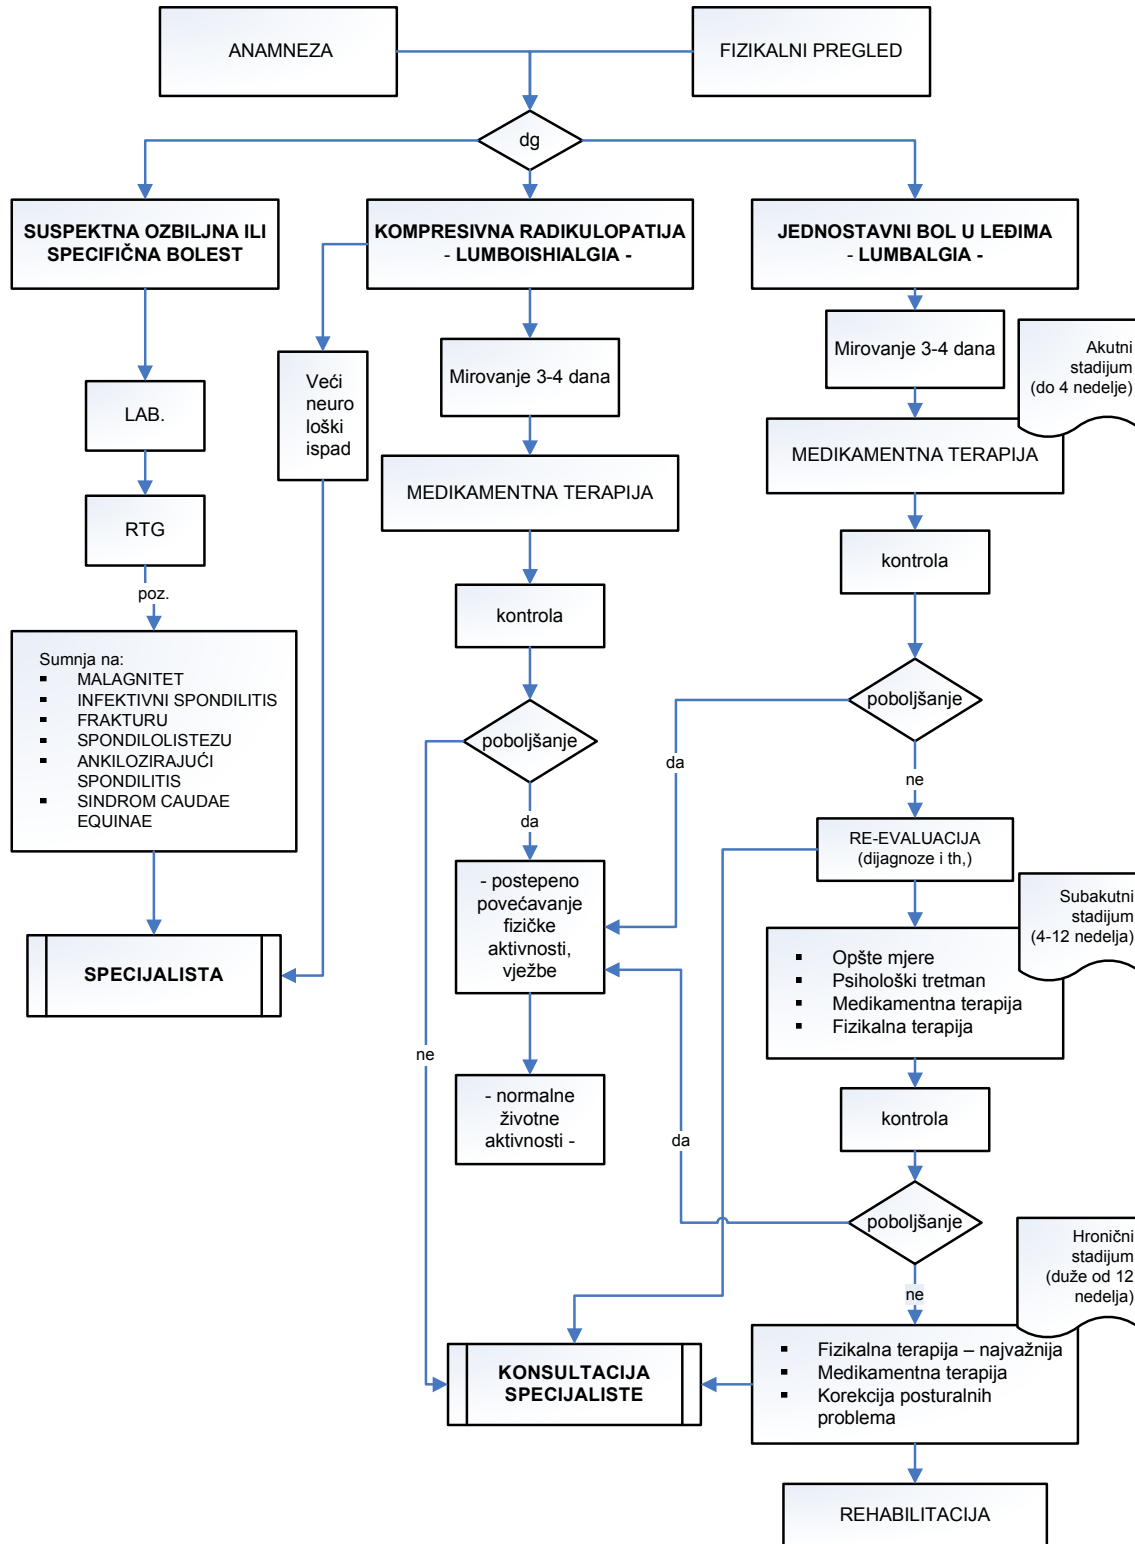 ANAMNEZA
FIZIKALNI PREGLED
dg
SUSPEKTNA OZBILJNA ILI
SPECIFIČNA BOLEST
KOMPRESIVNA RADIKULOPATIJA
- LUMBOISHIALGIA -
JEDNOSTAVNI BOL U LEĐIMA
- LUMBALGIA -
LAB.
RTG
poz.
Sumnja na:
▪ MALAGNITET
▪ INFEKTIVNI SPONDILITIS
▪ FRAKTURU
▪ SPONDILOLISTEZU
▪ ANKILOZIRAJUĆI
SPONDILITIS
▪ SINDROM CAUDAE
EQUINAE
SPECIJALISTA
Veći
neuro
loški
ispad
Mirovanje 3-4 dana
MEDIKAMENTNA TERAPIJA
kontrola
poboljšanje
da
ne
- postepeno
povećavanje
fizičke
aktivnosti,
vježbe
- normalne
životne
aktivnosti -
Mirovanje 3-4 dana
Akutni
stadijum
(do 4 nedelje)
MEDIKAMENTNA TERAPIJA
kontrola
poboljšanje
da
ne
RE-EVALUACIJA
(dijagnoze i th,)
Subakutni
stadijum
(4-12 nedelja)
▪ Opšte mjere
▪ Psihološki tretman
▪ Medikamentna terapija
▪ Fizikalna terapija
kontrola
da
poboljšanje
ne
Hronični
stadijum
(duže od 12
nedelja)
▪ Fizikalna terapija – najvažnija
▪ Medikamentna terapija
▪ Korekcija posturalnih
problema
KONSULTACIJA
SPECIJALISTE
REHABILITACIJA